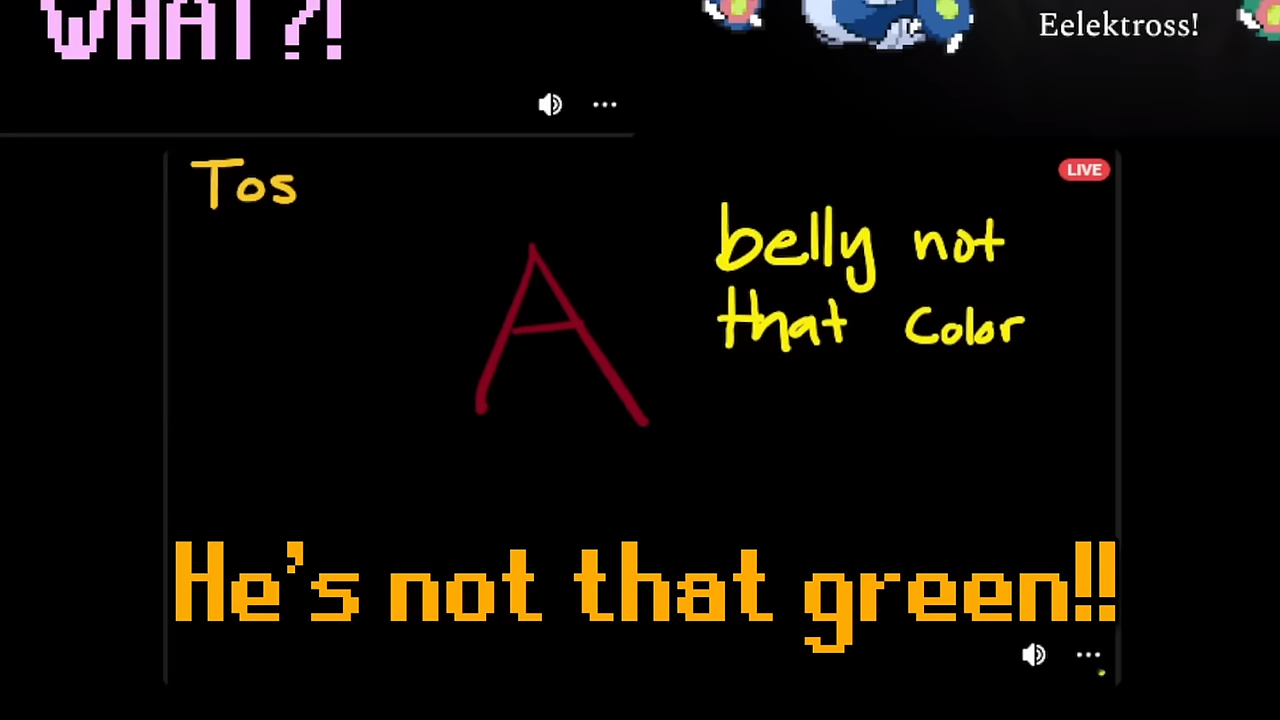 WHAT?!
Eelektross!
LIVE
Tos
A
belly not
that Color
He's not that green!!